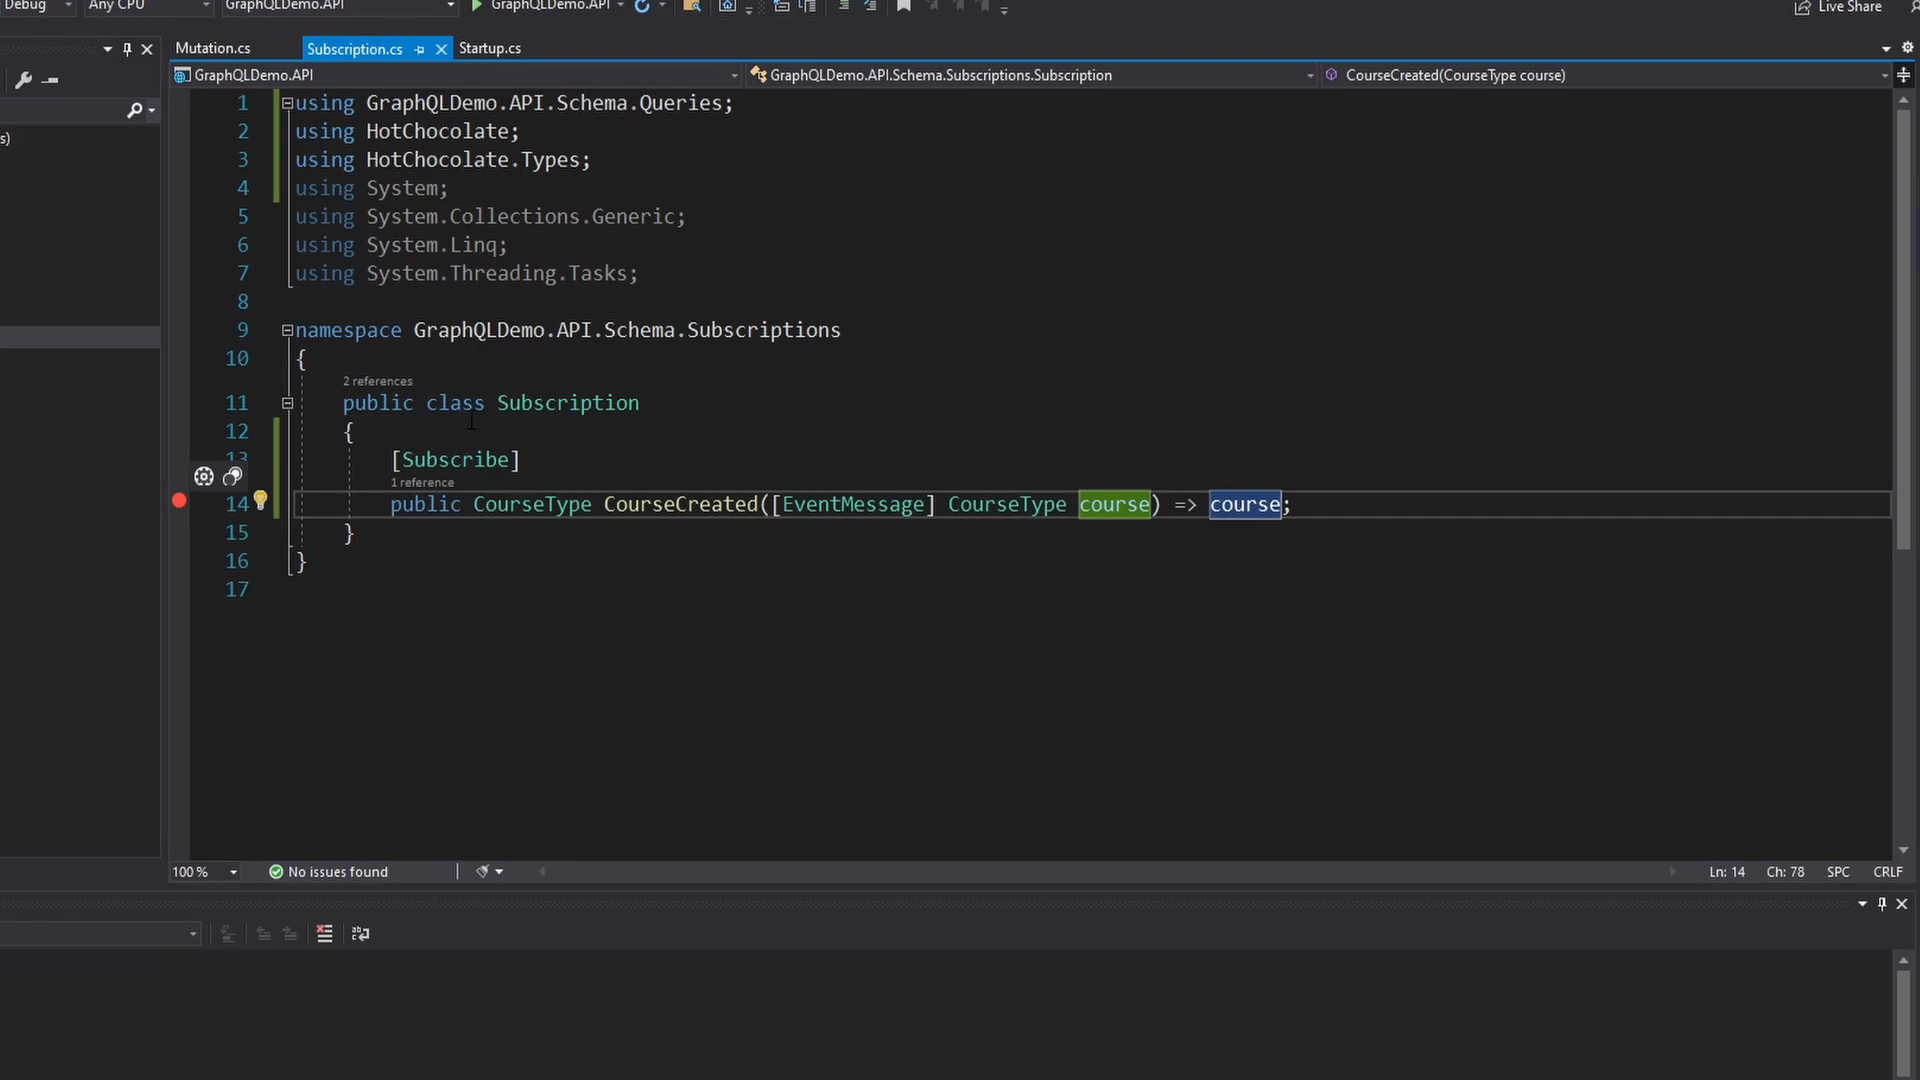 Debug Any CPU GraphQLDemo.API GraphQLDemo.API Live Share
Mutation.cs Subscription.cs Startup.cs
GraphQLDemo.API GraphQLDemo.API.Schema.Subscriptions.Subscription CourseCreated(CourseType course)
1 using GraphQLDemo.API.Schema.Queries;
2 using HotChocolate;
3 using HotChocolate.Types;
s)
4 using System;
5 using System.Collections.Generic;
6 using System.Linq;
7 using System.Threading.Tasks;
8
9 namespace GraphQLDemo.API.Schema.Subscriptions
10 {
2 references
11 public class Subscription
12 {
13 [Subscribe]
1 reference
14 public CourseType CourseCreated([EventMessage] CourseType course) => course;
15 }
16 }
17
100 % No issues found Ln: 14 Ch: 78 SPC CRLF